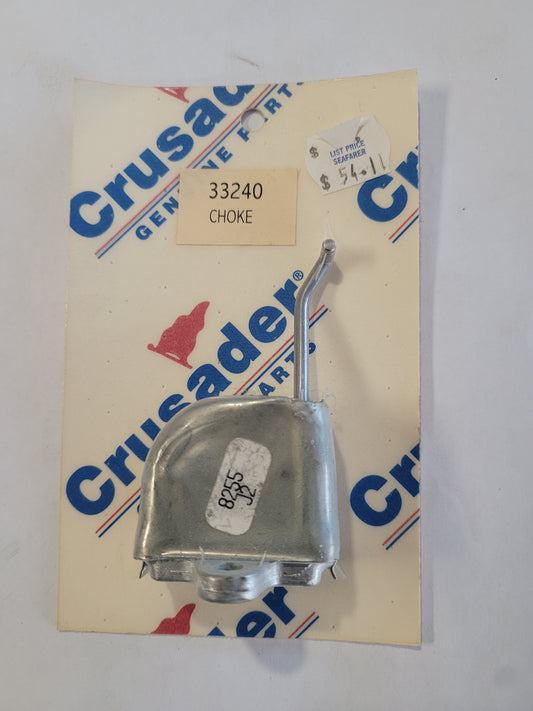 Crusader
GENUINE PARTS
LIST PRICE
SEAFARER
$
$ 54.11
33240
CHOKE
Crusader®
PARTS
8255
J2
Crusader